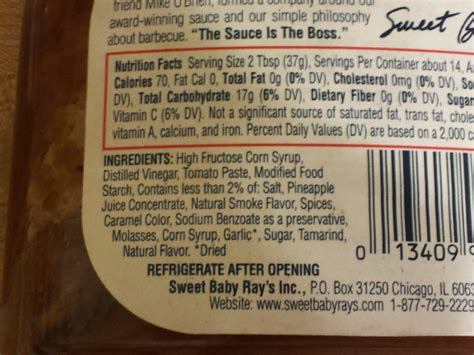 friend Mike O'Brien, formed a company around our
award-winning sauce and our simple philosophy
about barbecue. "The Sauce Is The Boss."
Sweet
Nutrition Facts Serving Size 2 Tbsp (37g), Servings Per Container about 14, A
Calories 70, Fat Cal 0, Total Fat 0g (0% DV), Cholesterol 0mg (0% DV), So
DV), Total Carbohydrate 17g (6% DV), Dietary Fiber 0g (0% DV), Sugar
Vitamin C (6% DV). Not a significant source of saturated fat, trans fat, choles
vitamin A, calcium, and iron. Percent Daily Values (DV) are based on a 2,000 c
INGREDIENTS: High Fructose Corn Syrup,
Distilled Vinegar, Tomato Paste, Modified Food
Starch, Contains less than 2% of: Salt, Pineapple
Juice Concentrate, Natural Smoke Flavor, Spices,
Caramel Color, Sodium Benzoate as a preservative,
Molasses, Corn Syrup, Garlic*, Sugar, Tamarind,
Natural Flavor. *Dried
0 13409
REFRIGERATE AFTER OPENING
Sweet Baby Ray's Inc., P.O. Box 31250 Chicago, IL 606
Website: www.sweetbabyrays.com 1-877-729-229